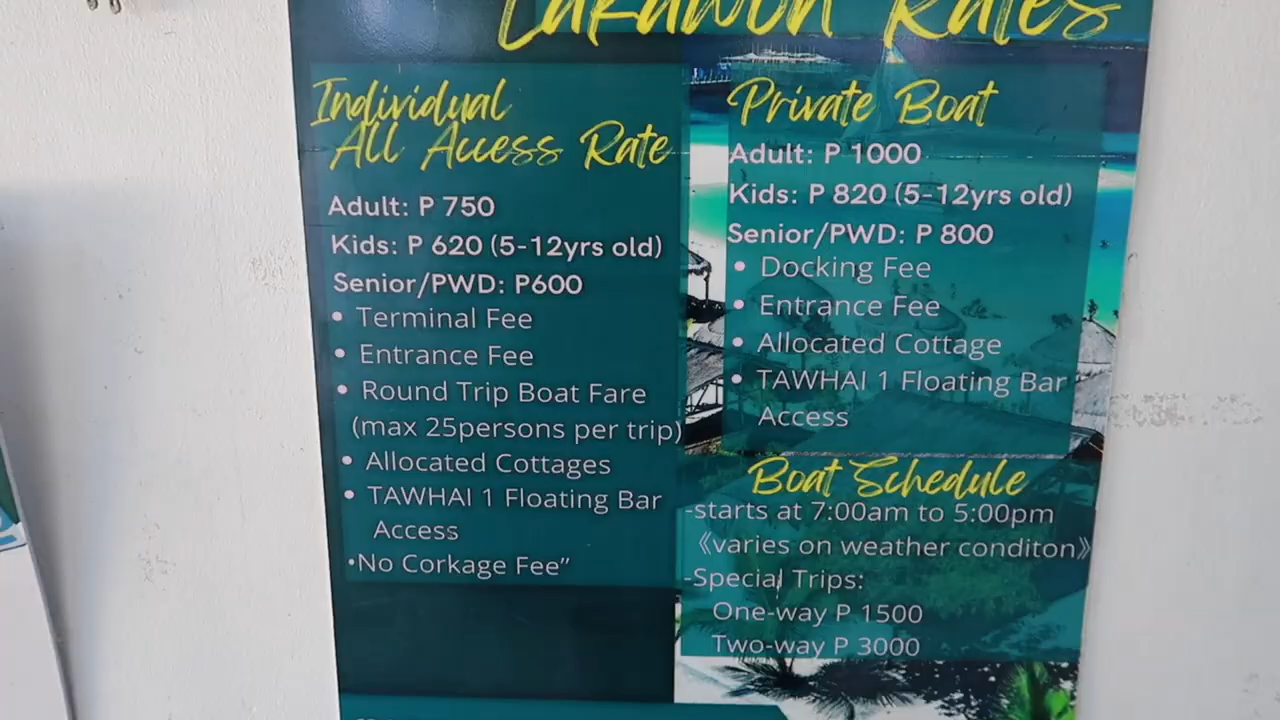 Lakawon Rates
Individual
All Access Rate
Adult: P 750
Kids: P 620 (5-12yrs old)
Senior/PWD: P600
• Terminal Fee
• Entrance Fee
• Round Trip Boat Fare
(max 25persons per trip)
• Allocated Cottages
• TAWHAI 1 Floating Bar
Access
•No Corkage Fee”
Private Boat
Adult: P 1000
Kids: P 820 (5-12yrs old)
Senior/PWD: P 800
• Docking Fee
• Entrance Fee
• Allocated Cottage
• TAWHAI 1 Floating Bar
Access
Boat Schedule
-starts at 7:00am to 5:00pm
《varies on weather conditon》
-Special Trips:
One-way P 1500
Two-way P 3000